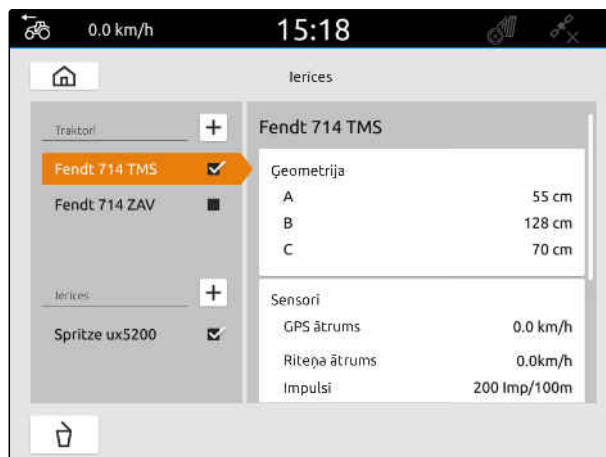 0.0 km/h
15:18
Ierīces
Traktori
Fendt 714 TMS
Fendt 714 ZAV
Ierīces
Spritze ux5200
Fendt 714 TMS
Ģeometrija
A 55 cm
B 128 cm
C 70 cm
Sensori
GPS ātrums 0.0 km/h
Riteņa ātrums 0.0km/h
Impulsi 200 Imp/100m